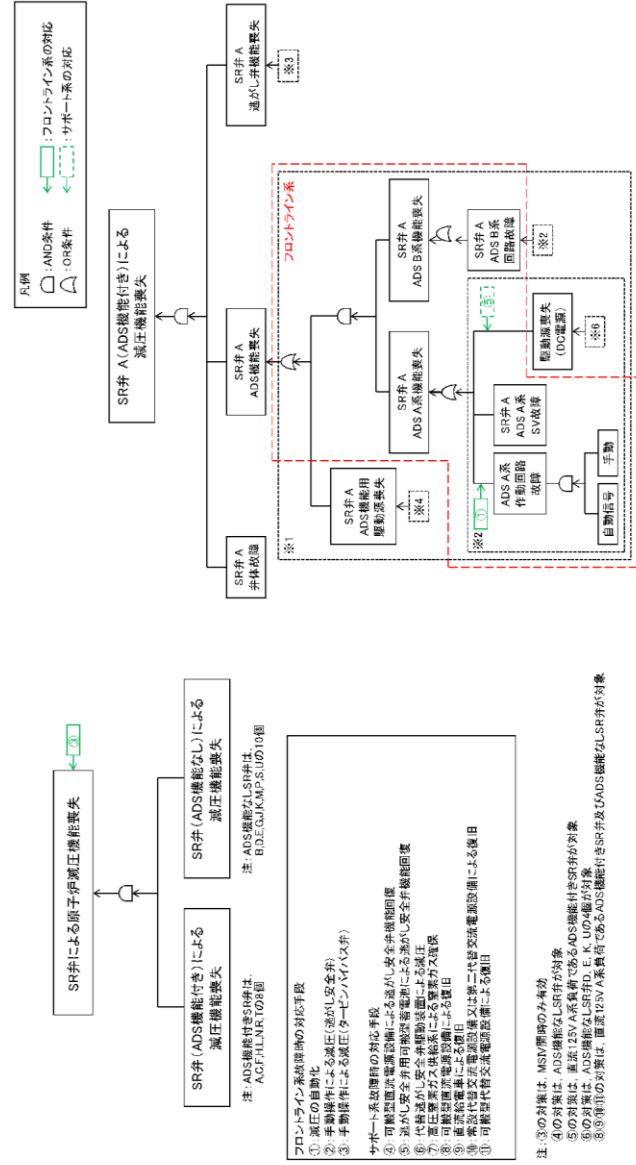 SR弁による原子炉減圧機能喪失
③
SR弁(ADS機能付き)による
減圧機能喪失
注: ADS機能付きSR弁は、
A,C,F,H,L,N,R,Tの8個
SR弁(ADS機能なし)による
減圧機能喪失
注: ADS機能なしSR弁は、
B,D,E,G,J,K,M,P,S,Uの10個
フロントライン系故障時の対応手段
①: 減圧の自動化
②: 手動操作による減圧(逃がし安全弁)
③: 手動操作による減圧(タービンバイパス弁)
サポート系故障時の対応手段
④: 可搬型直流電源設備による逃がし安全弁機能回復
⑤: 逃がし安全弁用可搬型蓄電池による逃がし安全弁機能回復
⑥: 代替逃がし安全弁駆動装置による減圧
⑦: 高圧窒素ガス供給系による窒素ガス確保
⑧: 可搬型直流電源設備による復旧
⑨: 直流給電車による復旧
⑩: 常設代替交流電源設備又は第二代替交流電源設備による復旧
⑪: 可搬型代替交流電源設備による復旧
注: ③の対策は、MSIV開時のみ有効
④の対策は、ADS機能なしSR弁が対象
⑤の対策は、直流125V A系負荷であるADS機能付きSR弁が対象
⑥の対策は、ADS機能なしSR弁D, E, K, Uの4個が対象
⑧⑨⑩⑪の対策は、直流125V A系負荷であるADS機能付きSR弁及びADS機能なしSR弁が対象
凡例
:AND条件
:OR条件
:フロントライン系の対応
:サポート系の対応
SR弁 A(ADS機能付き)による
減圧機能喪失
SR弁 A
弁体故障
SR弁 A
ADS機能喪失
SR弁 A
逃がし弁機能喪失
※3
※1
フロントライン系
SR弁 A
ADS機能用
駆動源喪失
※4
SR弁 A
ADS A系機能喪失
SR弁 A
ADS B系機能喪失
※2
①
ADS A系
作動回路
故障
SR弁 A
ADS A系
SV故障
⑤
駆動源喪失
(DC電源)
※6
SR弁 A
ADS B系
回路故障
※2
自動信号
手動